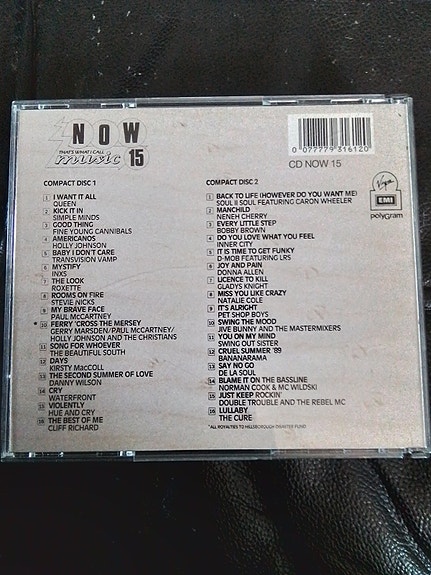 NOW
THAT'S WHAT I CALL
music 15
0 077779 316120
CD NOW 15
Virgin
EMI
polyGram
COMPACT DISC 1
1 I WANT IT ALL
QUEEN
2 KICK IT IN
SIMPLE MINDS
3 GOOD THING
FINE YOUNG CANNIBALS
4 AMERICANOS
HOLLY JOHNSON
5 BABY I DON'T CARE
TRANSVISION VAMP
6 MYSTIFY
INXS
7 THE LOOK
ROXETTE
8 ROOMS ON FIRE
STEVIE NICKS
9 MY BRAVE FACE
PAUL McCARTNEY
* 10 FERRY 'CROSS THE MERSEY
GERRY MARSDEN/PAUL McCARTNEY/
HOLLY JOHNSON AND THE CHRISTIANS
11 SONG FOR WHOEVER
THE BEAUTIFUL SOUTH
12 DAYS
KIRSTY MacCOLL
13 THE SECOND SUMMER OF LOVE
DANNY WILSON
14 CRY
WATERFRONT
15 VIOLENTLY
HUE AND CRY
16 THE BEST OF ME
CLIFF RICHARD
COMPACT DISC 2
1 BACK TO LIFE (HOWEVER DO YOU WANT ME)
SOUL II SOUL FEATURING CARON WHEELER
2 MANCHILD
NENEH CHERRY
3 EVERY LITTLE STEP
BOBBY BROWN
4 DO YOU LOVE WHAT YOU FEEL
INNER CITY
5 IT IS TIME TO GET FUNKY
D-MOB FEATURING LRS
6 JOY AND PAIN
DONNA ALLEN
7 LICENCE TO KILL
GLADYS KNIGHT
8 MISS YOU LIKE CRAZY
NATALIE COLE
9 IT'S ALRIGHT
PET SHOP BOYS
10 SWING THE MOOD
JIVE BUNNY AND THE MASTERMIXERS
11 YOU ON MY MIND
SWING OUT SISTER
12 CRUEL SUMMER '89
BANANARAMA
13 SAY NO GO
DE LA SOUL
14 BLAME IT ON THE BASSLINE
NORMAN COOK & MC WILDSKI
15 JUST KEEP ROCKIN'
DOUBLE TROUBLE AND THE REBEL MC
16 LULLABY
THE CURE
*ALL ROYALTIES TO HILLSBOROUGH DISASTER FUND